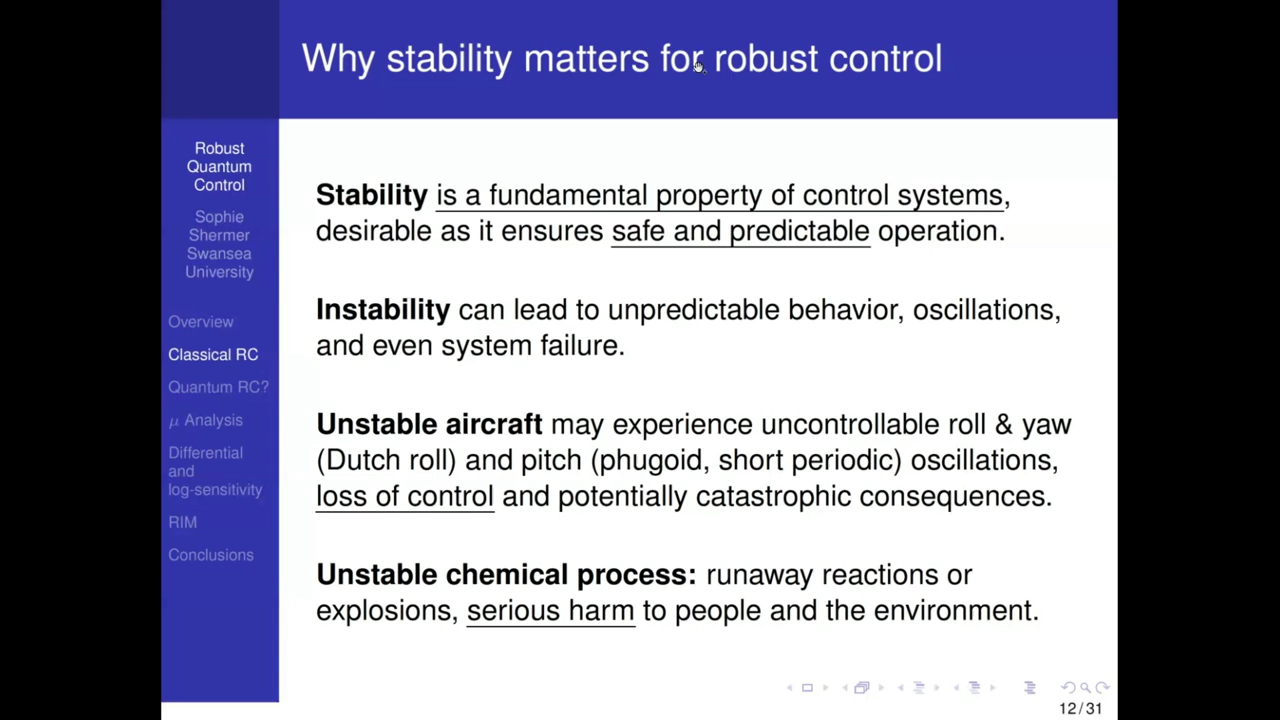 Why stability matters for robust control
Robust
Quantum
Control
Sophie
Shermer
Swansea
University
Overview
Classical RC
Quantum RC?
μ Analysis
Differential
and
log-sensitivity
RIM
Conclusions
Stability is a fundamental property of control systems,
desirable as it ensures safe and predictable operation.
Instability can lead to unpredictable behavior, oscillations,
and even system failure.
Unstable aircraft may experience uncontrollable roll & yaw
(Dutch roll) and pitch (phugoid, short periodic) oscillations,
loss of control and potentially catastrophic consequences.
Unstable chemical process: runaway reactions or
explosions, serious harm to people and the environment.
12/31